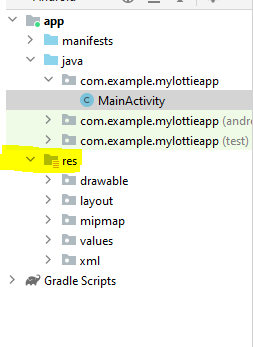 app
manifests
java
com.example.mylottieapp
C MainActivity
com.example.mylottieapp (andr
com.example.mylottieapp (test)
res
drawable
layout
mipmap
values
xml
Gradle Scripts